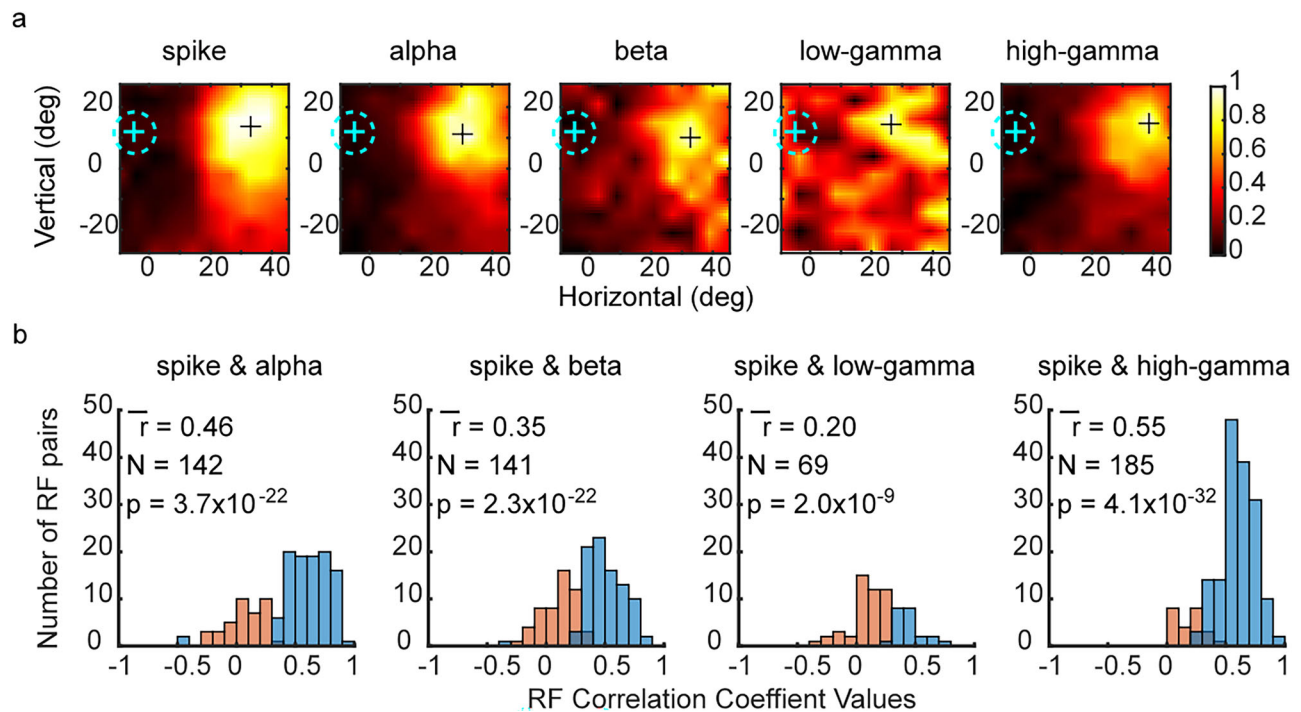 a
spike alpha beta low-gamma high-gamma
Vertical (deg)
20
0
-20
0 20 40
20
0
-20
0 20 40
20
0
-20
0 20 40
20
0
-20
0 20 40
20
0
-20
0 20 40
1
0.8
0.6
0.4
0.2
0
Horizontal (deg)
b
spike & alpha spike & beta spike & low-gamma spike & high-gamma
Number of RF pairs
50
40
30
20
10
0
r̅ = 0.46
N = 142
p = 3.7x10⁻²²
-1 -0.5 0 0.5 1
50
40
30
20
10
0
r̅ = 0.35
N = 141
p = 2.3x10⁻²²
-1 -0.5 0 0.5 1
50
40
30
20
10
0
r̅ = 0.20
N = 69
p = 2.0x10⁻⁹
-1 -0.5 0 0.5 1
50
40
30
20
10
0
r̅ = 0.55
N = 185
p = 4.1x10⁻³²
-1 -0.5 0 0.5 1
RF Correlation Coeffient Values